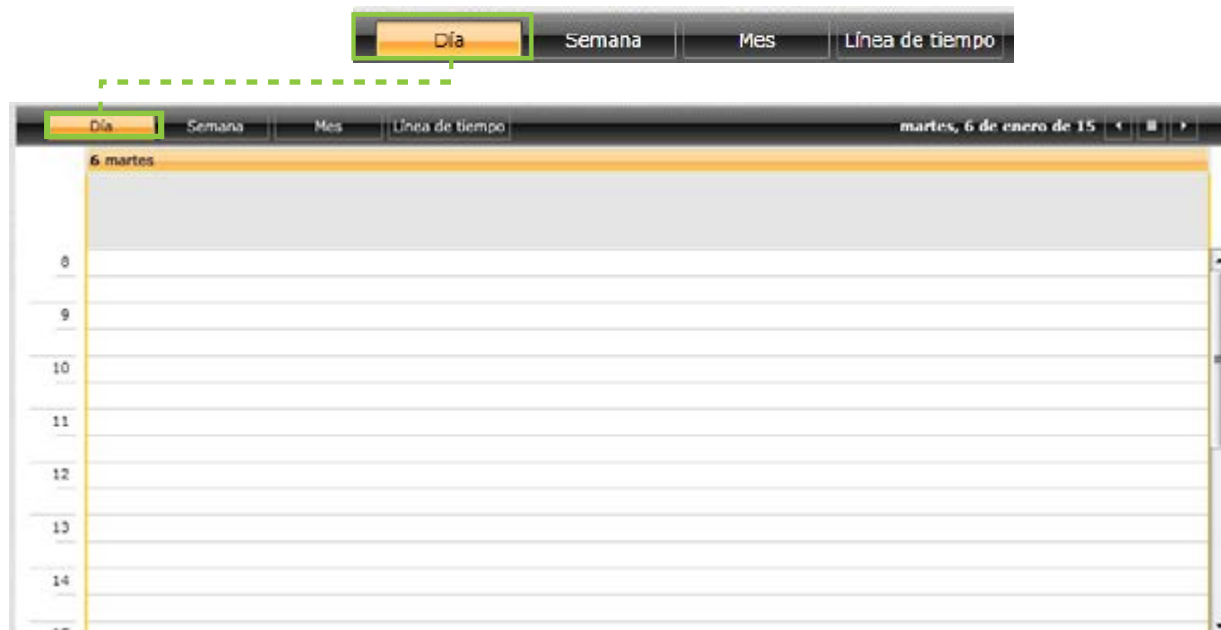 Día Semana Mes Línea de tiempo
Día Semana Mes Línea de tiempo martes, 6 de enero de 15
6 martes
8
9
10
11
12
13
14